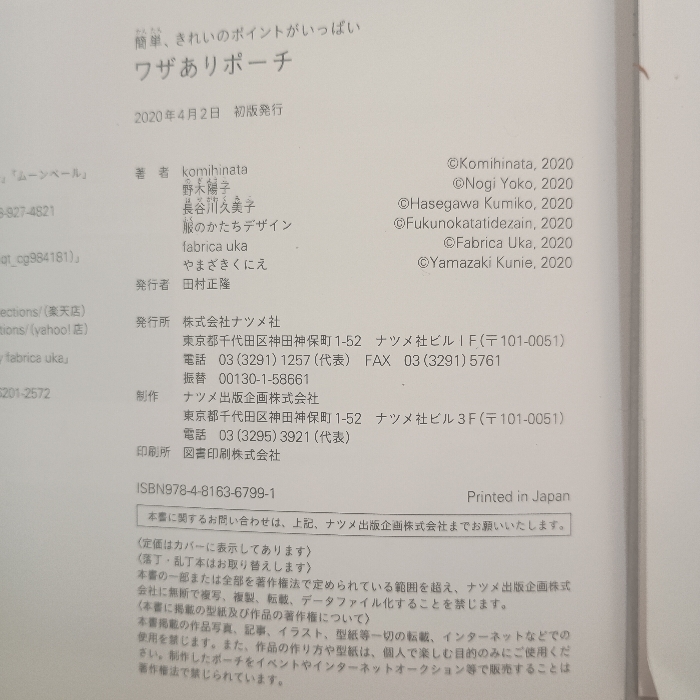 簡単、きれいのポイントがいっぱい
ワザありポーチ
2020年4月2日 初版発行
」『ムーンベール』
-927-4821
qt_cg984181)」
ections/(楽天店)
tions/(yahoo!店)
fabrica uka」
6201-2572
著 者 komihinata ©Komihinata, 2020
野木陽子 ©Nogi Yoko, 2020
長谷川久美子 ©Hasegawa Kumiko, 2020
服のかたちデザイン ©Fukunokatatidezain, 2020
fabrica uka ©Fabrica Uka, 2020
やまざきくにえ ©Yamazaki Kunie, 2020
発行者 田村正隆
発行所 株式会社ナツメ社
東京都千代田区神田神保町1-52 ナツメ社ビル1F(〒101-0051)
電話 03(3291)1257(代表) FAX 03(3291)5761
振替 00130-1-58661
制作 ナツメ出版企画株式会社
東京都千代田区神田神保町1-52 ナツメ社ビル3F(〒101-0051)
電話 03(3295)3921(代表)
印刷所 図書印刷株式会社
ISBN978-4-8163-6799-1 Printed in Japan
本書に関するお問い合わせは、上記、ナツメ出版企画株式会社までお願いいたします。
〈定価はカバーに表示してあります〉
〈落丁・乱丁本はお取り替えします〉
本書の一部または全部を著作権法で定められている範囲を超え、ナツメ出版企画株式
会社に無断で複写、複製、転載、データファイル化することを禁じます。
〈本書に掲載の型紙及び作品の著作権について〉
本書掲載の作品写真、記事、イラスト、型紙等一切の転載、インターネットなどでの
使用を禁じます。また、作品の作り方や型紙は、個人で楽しむ目的のみにご使用くだ
さい。制作したポーチをイベントやインターネットオークション等で販売することは
著作権法で禁じられています。